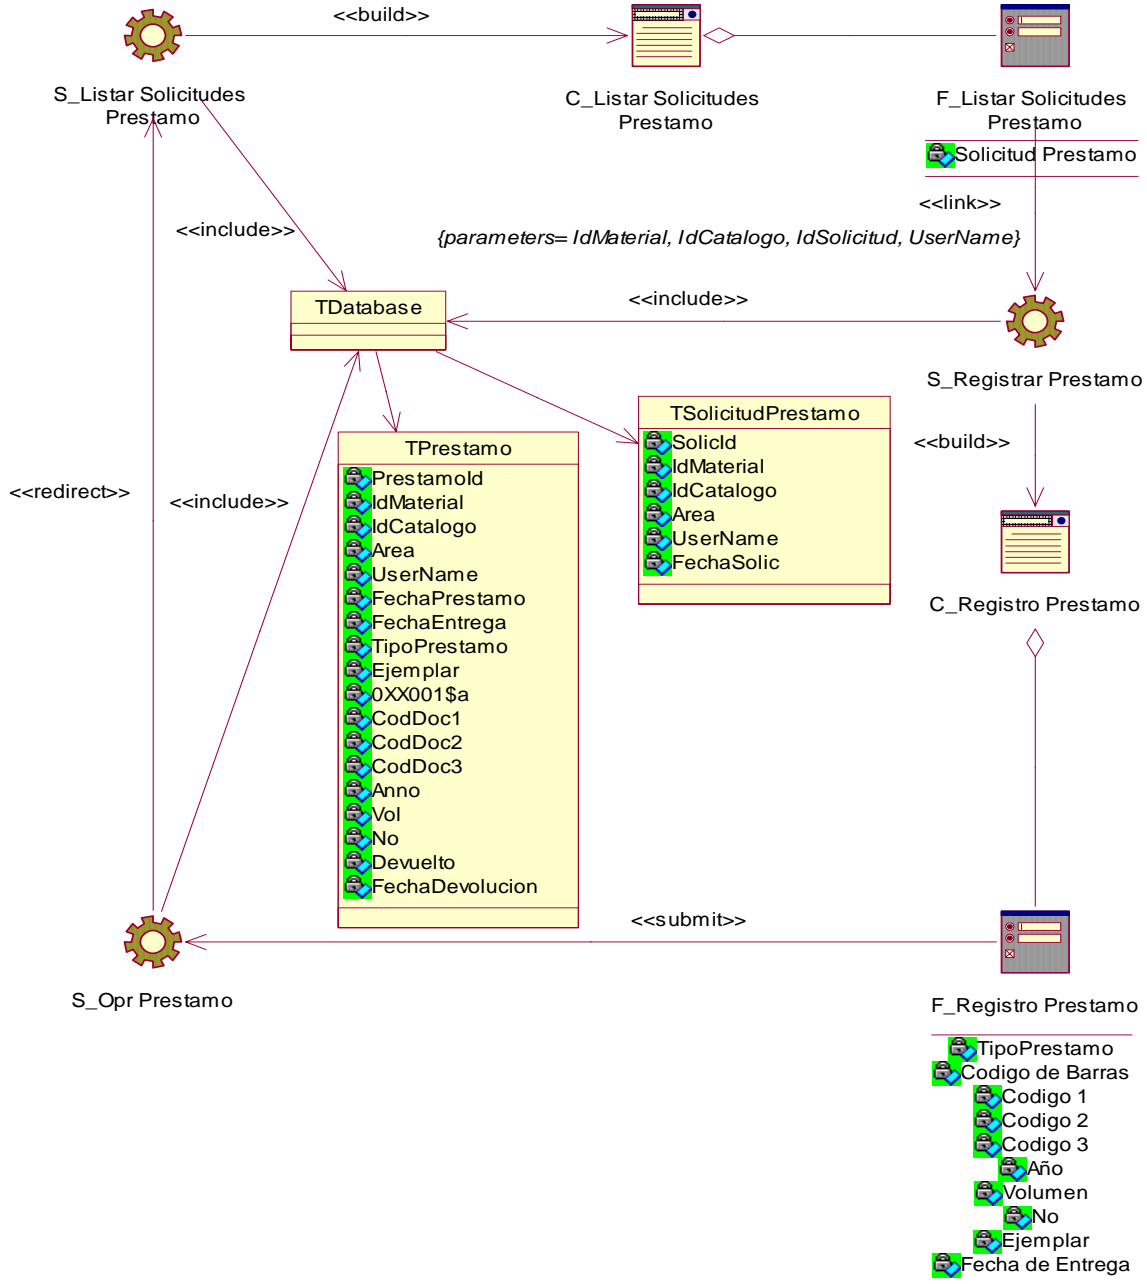 <<build>>
S_Listar Solicitudes
Prestamo
C_Listar Solicitudes
Prestamo
F_Listar Solicitudes
Prestamo
Solicitud Prestamo
<<link>>
<<include>>
{parameters= IdMaterial, IdCatalogo, IdSolicitud, UserName}
TDatabase
<<include>>
S_Registrar Prestamo
TSolicitudPrestamo
SolicId
IdMaterial
IdCatalogo
Area
UserName
FechaSolic
<<build>>
TPrestamo
PrestamoId
IdMaterial
IdCatalogo
Area
UserName
FechaPrestamo
FechaEntrega
TipoPrestamo
Ejemplar
0XX001$a
CodDoc1
CodDoc2
CodDoc3
Anno
Vol
No
Devuelto
FechaDevolucion
<<redirect>>
<<include>>
C_Registro Prestamo
<<submit>>
S_Opr Prestamo
F_Registro Prestamo
TipoPrestamo
Codigo de Barras
Codigo 1
Codigo 2
Codigo 3
Año
Volumen
No
Ejemplar
Fecha de Entrega